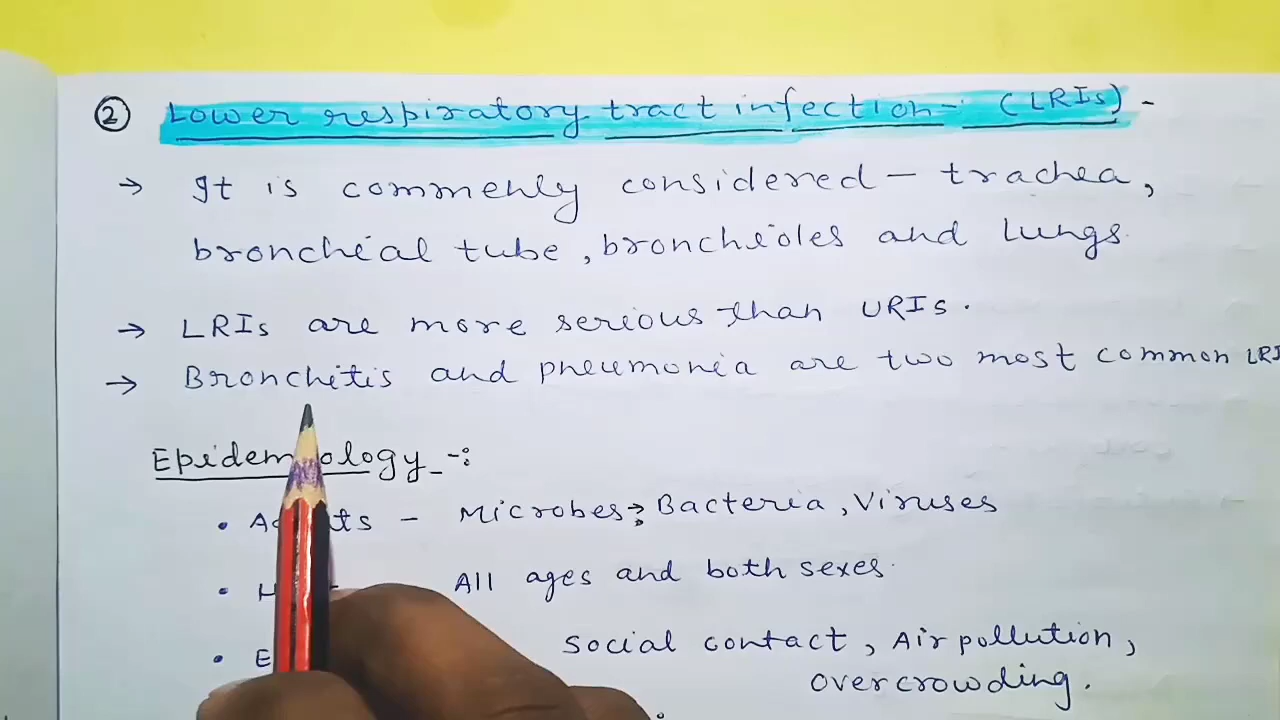 ② Lower respiratory tract infection - (LRIs) -
→ It is commenly considered - trachea,
bronchial tube, bronchioles and Lungs.
→ LRIs are more serious than URIs.
→ Bronchitis and pneumonia are two most common LRI
Epidem ology -:
• - Microbes → Bacteria, Viruses
• All ages and both sexes.
• Social contact, Air pollution,
overcrowding.